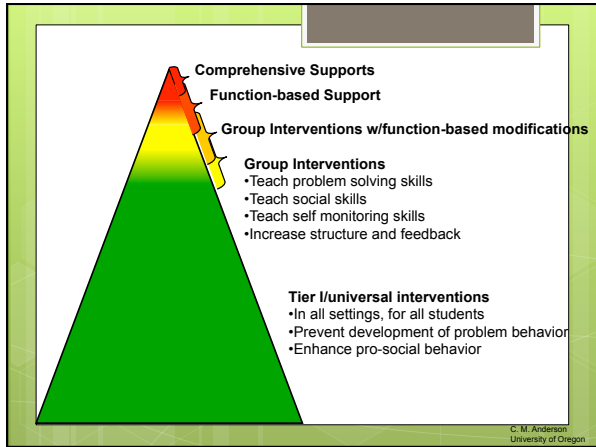 Comprehensive Supports
Function-based Support
Group Interventions w/function-based modifications
Group Interventions
•Teach problem solving skills
•Teach social skills
•Teach self monitoring skills
•Increase structure and feedback
Tier I/universal interventions
•In all settings, for all students
•Prevent development of problem behavior
•Enhance pro-social behavior
C. M. Anderson
University of Oregon